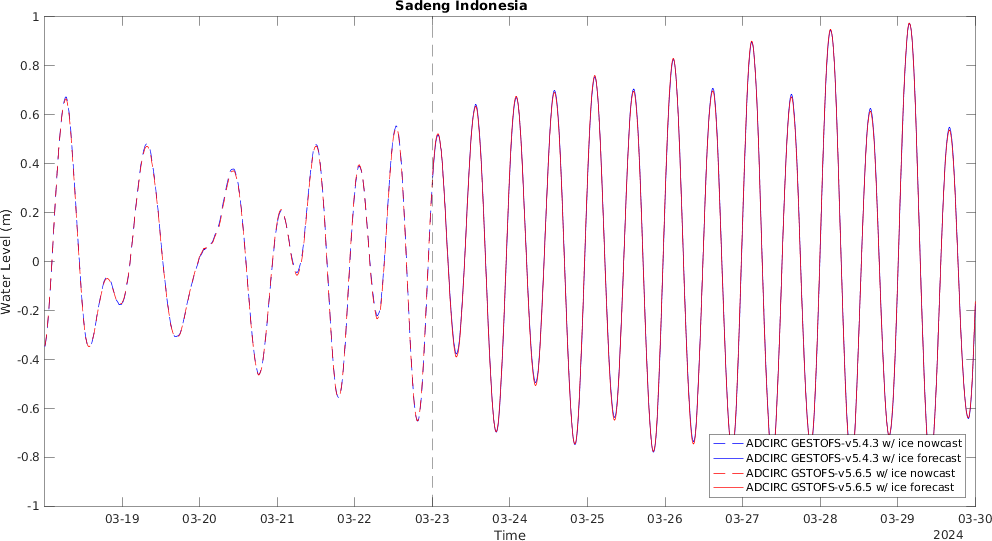 Sadeng Indonesia
1
0.8
0.6
0.4
0.2
0
-0.2
-0.4
-0.6
-0.8
-1
Water Level (m)
ADCIRC GESTOFS-v5.4.3 w/ ice nowcast
ADCIRC GESTOFS-v5.4.3 w/ ice forecast
ADCIRC GSTOFS-v5.6.5 w/ ice nowcast
ADCIRC GSTOFS-v5.6.5 w/ ice forecast
03-19 03-20 03-21 03-22 03-23 03-24 03-25 03-26 03-27 03-28 03-29 03-30
Time
2024